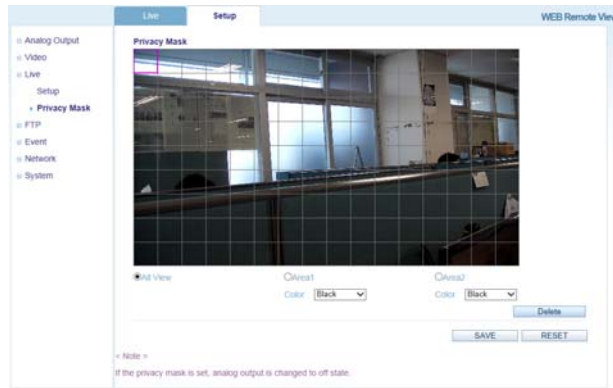 Live
Setup
WEB Remote View
Analog Output
Video
Live
Setup
Privacy Mask
FTP
Event
Network
System
Privacy Mask
All View
Area1
Area2
Color Black
Color Black
Delete
SAVE
RESET
< Note >
If the privacy mask is set, analog output is changed to off state.